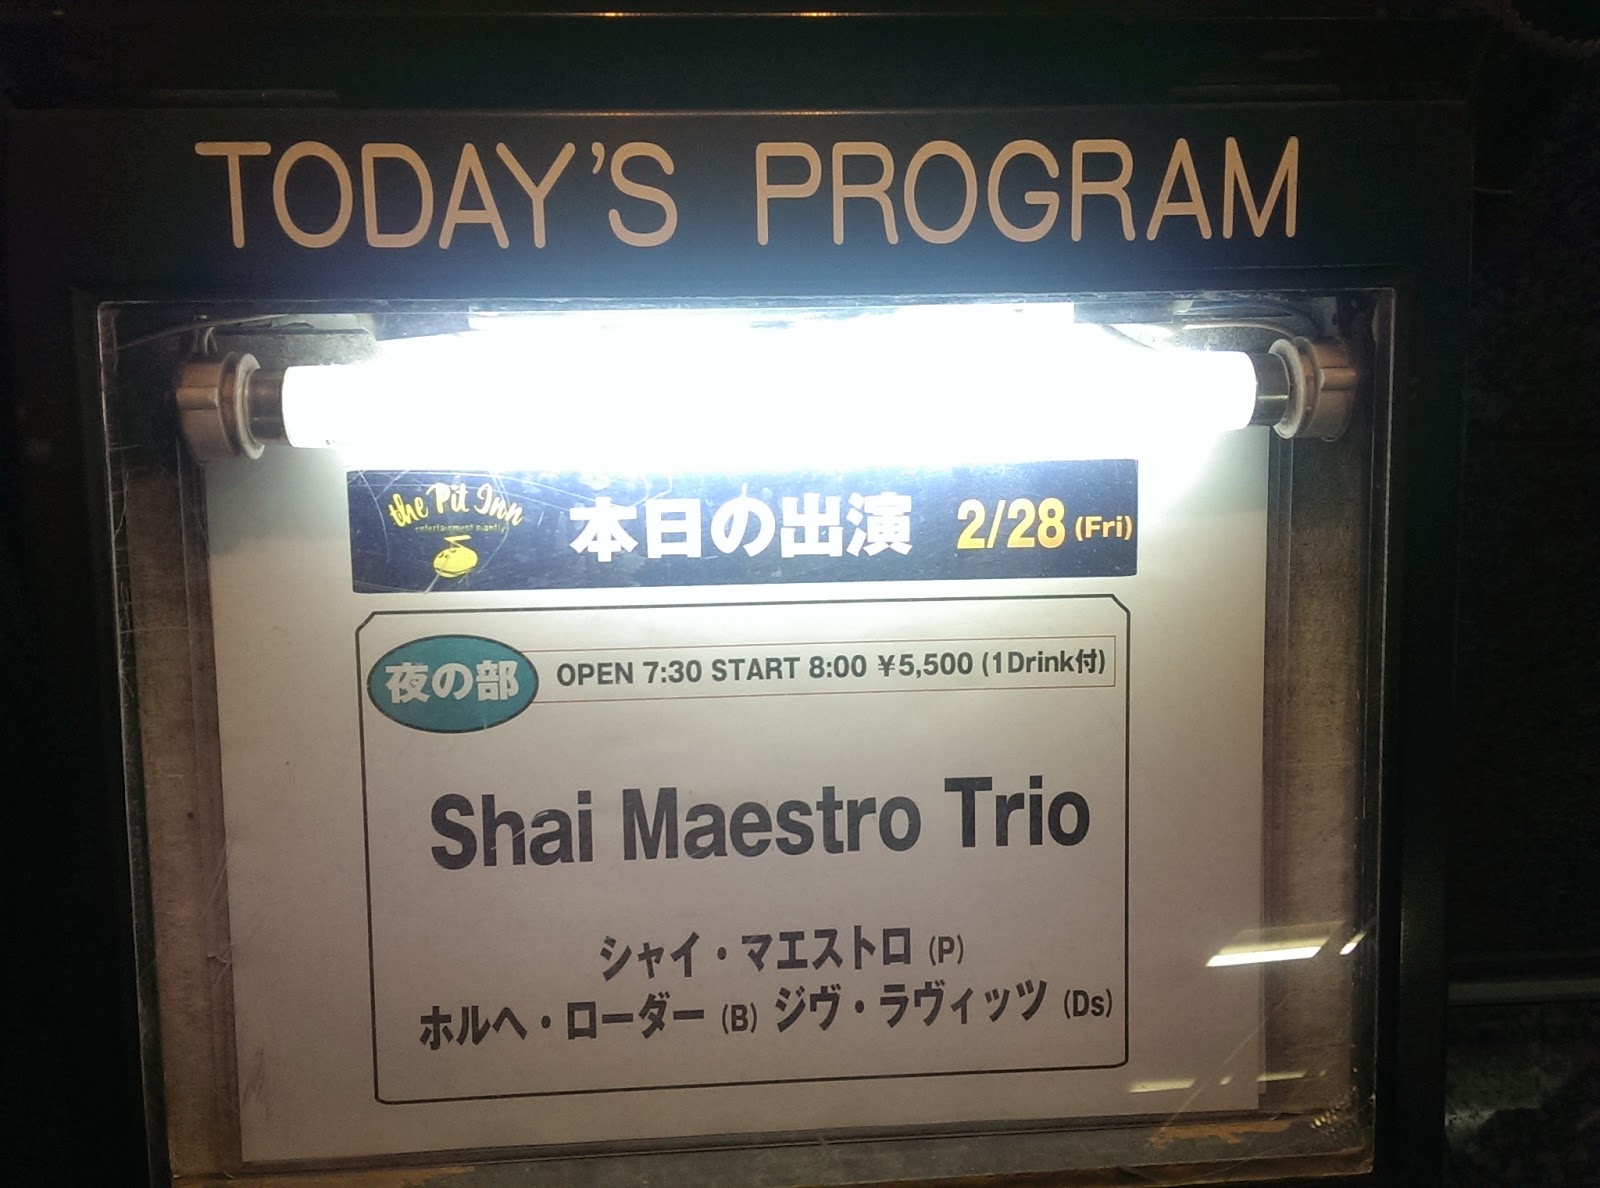 TODAY'S PROGRAM
the Pit Inn
entertainment nightly
本日の出演 2/28 (Fri)
夜の部 OPEN 7:30 START 8:00 ¥5,500 (1Drink付)
Shai Maestro Trio
シャイ・マエストロ (P)
ホルヘ・ローダー (B) ジヴ・ラヴィッツ (Ds)